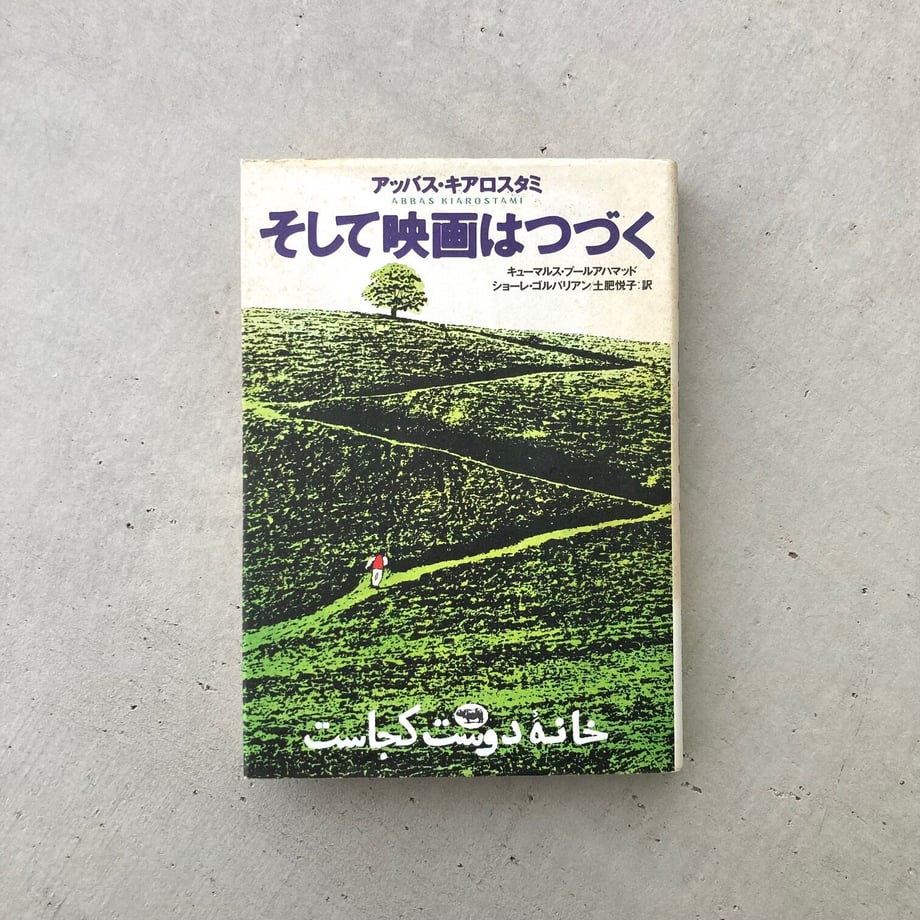 アッバス・キアロスタミ
ABBAS KIAROSTAMI
そして映画はつづく
キューマルス・プールアハマッド
ショーレ・ゴルパリアン 土肥悦子:訳
خانهٔ دوست کجاست